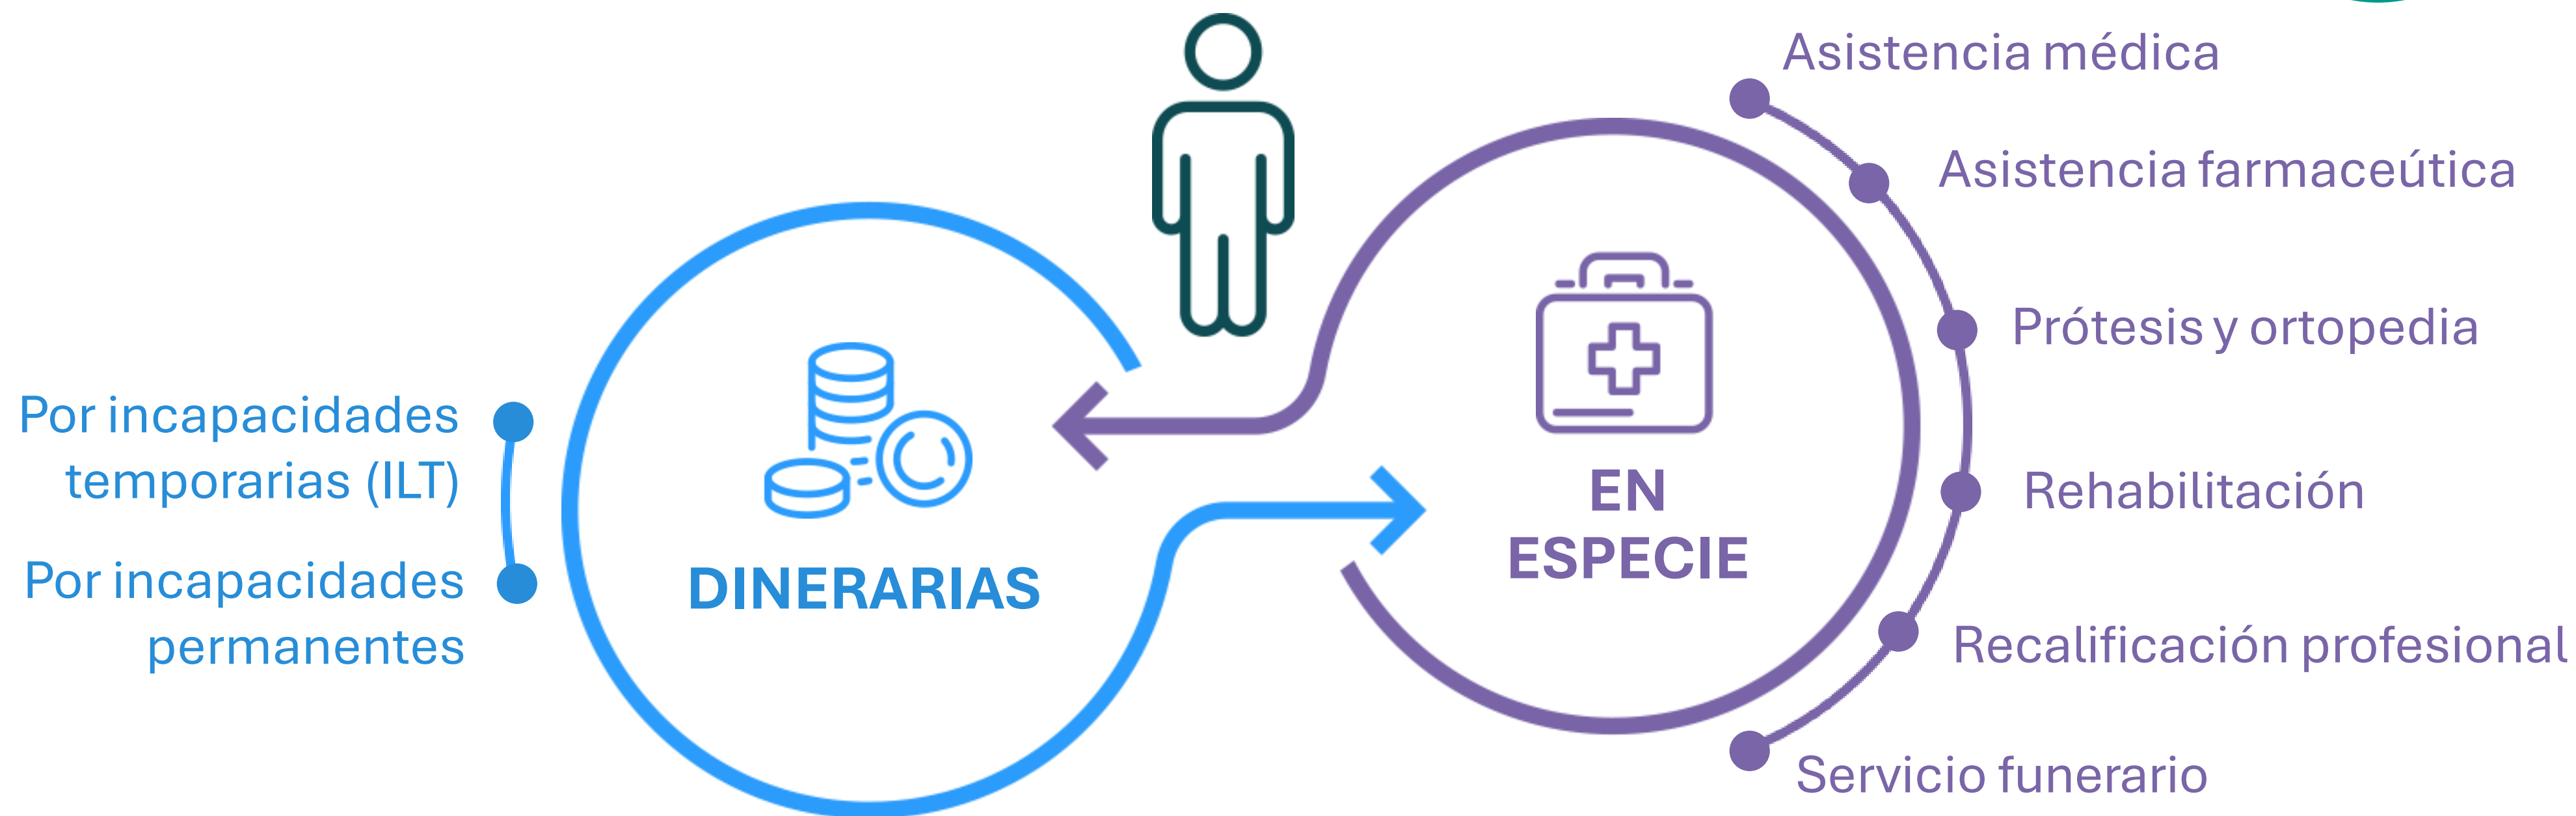 Por incapacidades
temporarias (ILT)
Por incapacidades
permanentes
DINERARIAS
EN
ESPECIE
Asistencia médica
Asistencia farmaceútica
Prótesis y ortopedia
Rehabilitación
Recalificación profesional
Servicio funerario